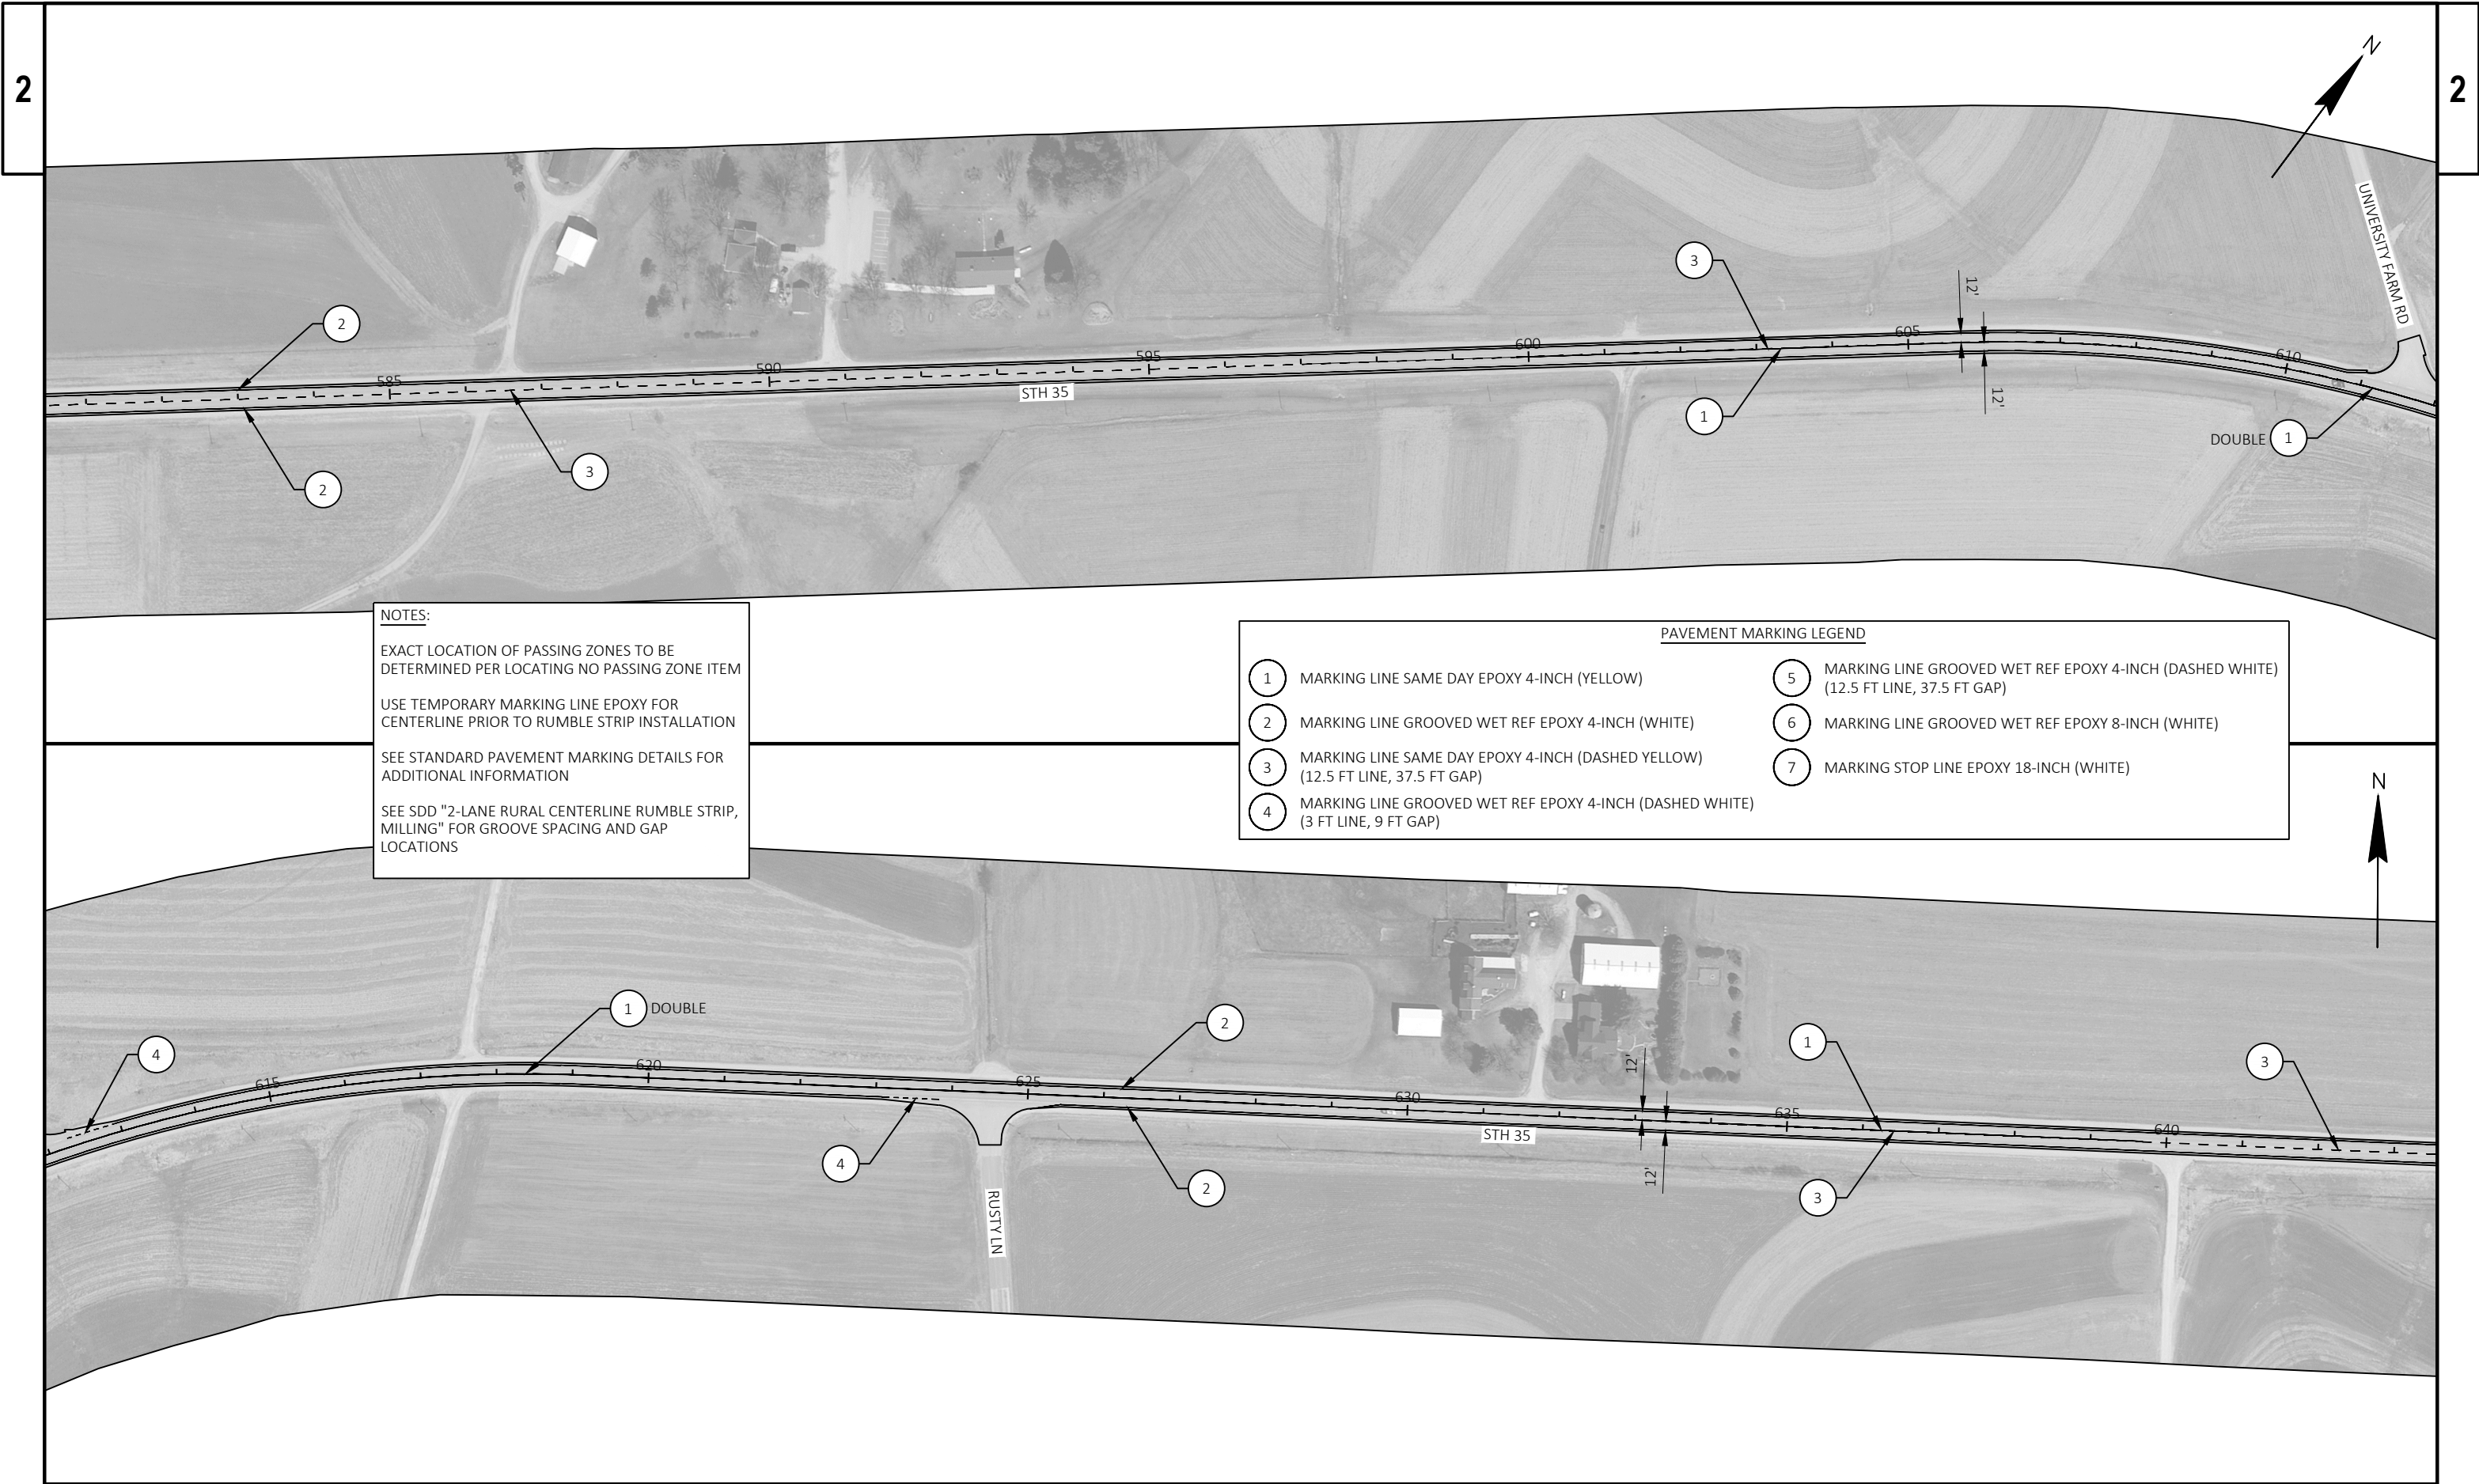 2
2
N
UNIVERSITY FARM RD
3
12'
2
605
600
610
595
590
585
STH 35
12'
1
DOUBLE 1
3
2
NOTES:
EXACT LOCATION OF PASSING ZONES TO BE
DETERMINED PER LOCATING NO PASSING ZONE ITEM
USE TEMPORARY MARKING LINE EPOXY FOR
CENTERLINE PRIOR TO RUMBLE STRIP INSTALLATION
SEE STANDARD PAVEMENT MARKING DETAILS FOR
ADDITIONAL INFORMATION
SEE SDD "2-LANE RURAL CENTERLINE RUMBLE STRIP,
MILLING" FOR GROOVE SPACING AND GAP
LOCATIONS
PAVEMENT MARKING LEGEND
1 MARKING LINE SAME DAY EPOXY 4-INCH (YELLOW)
2 MARKING LINE GROOVED WET REF EPOXY 4-INCH (WHITE)
3 MARKING LINE SAME DAY EPOXY 4-INCH (DASHED YELLOW)
(12.5 FT LINE, 37.5 FT GAP)
4 MARKING LINE GROOVED WET REF EPOXY 4-INCH (DASHED WHITE)
(3 FT LINE, 9 FT GAP)
5 MARKING LINE GROOVED WET REF EPOXY 4-INCH (DASHED WHITE)
(12.5 FT LINE, 37.5 FT GAP)
6 MARKING LINE GROOVED WET REF EPOXY 8-INCH (WHITE)
7 MARKING STOP LINE EPOXY 18-INCH (WHITE)
N
1 DOUBLE
2
4
1
3
12'
615
620
625
630
635
640
STH 35
4
2
12'
3
RUSTY LN